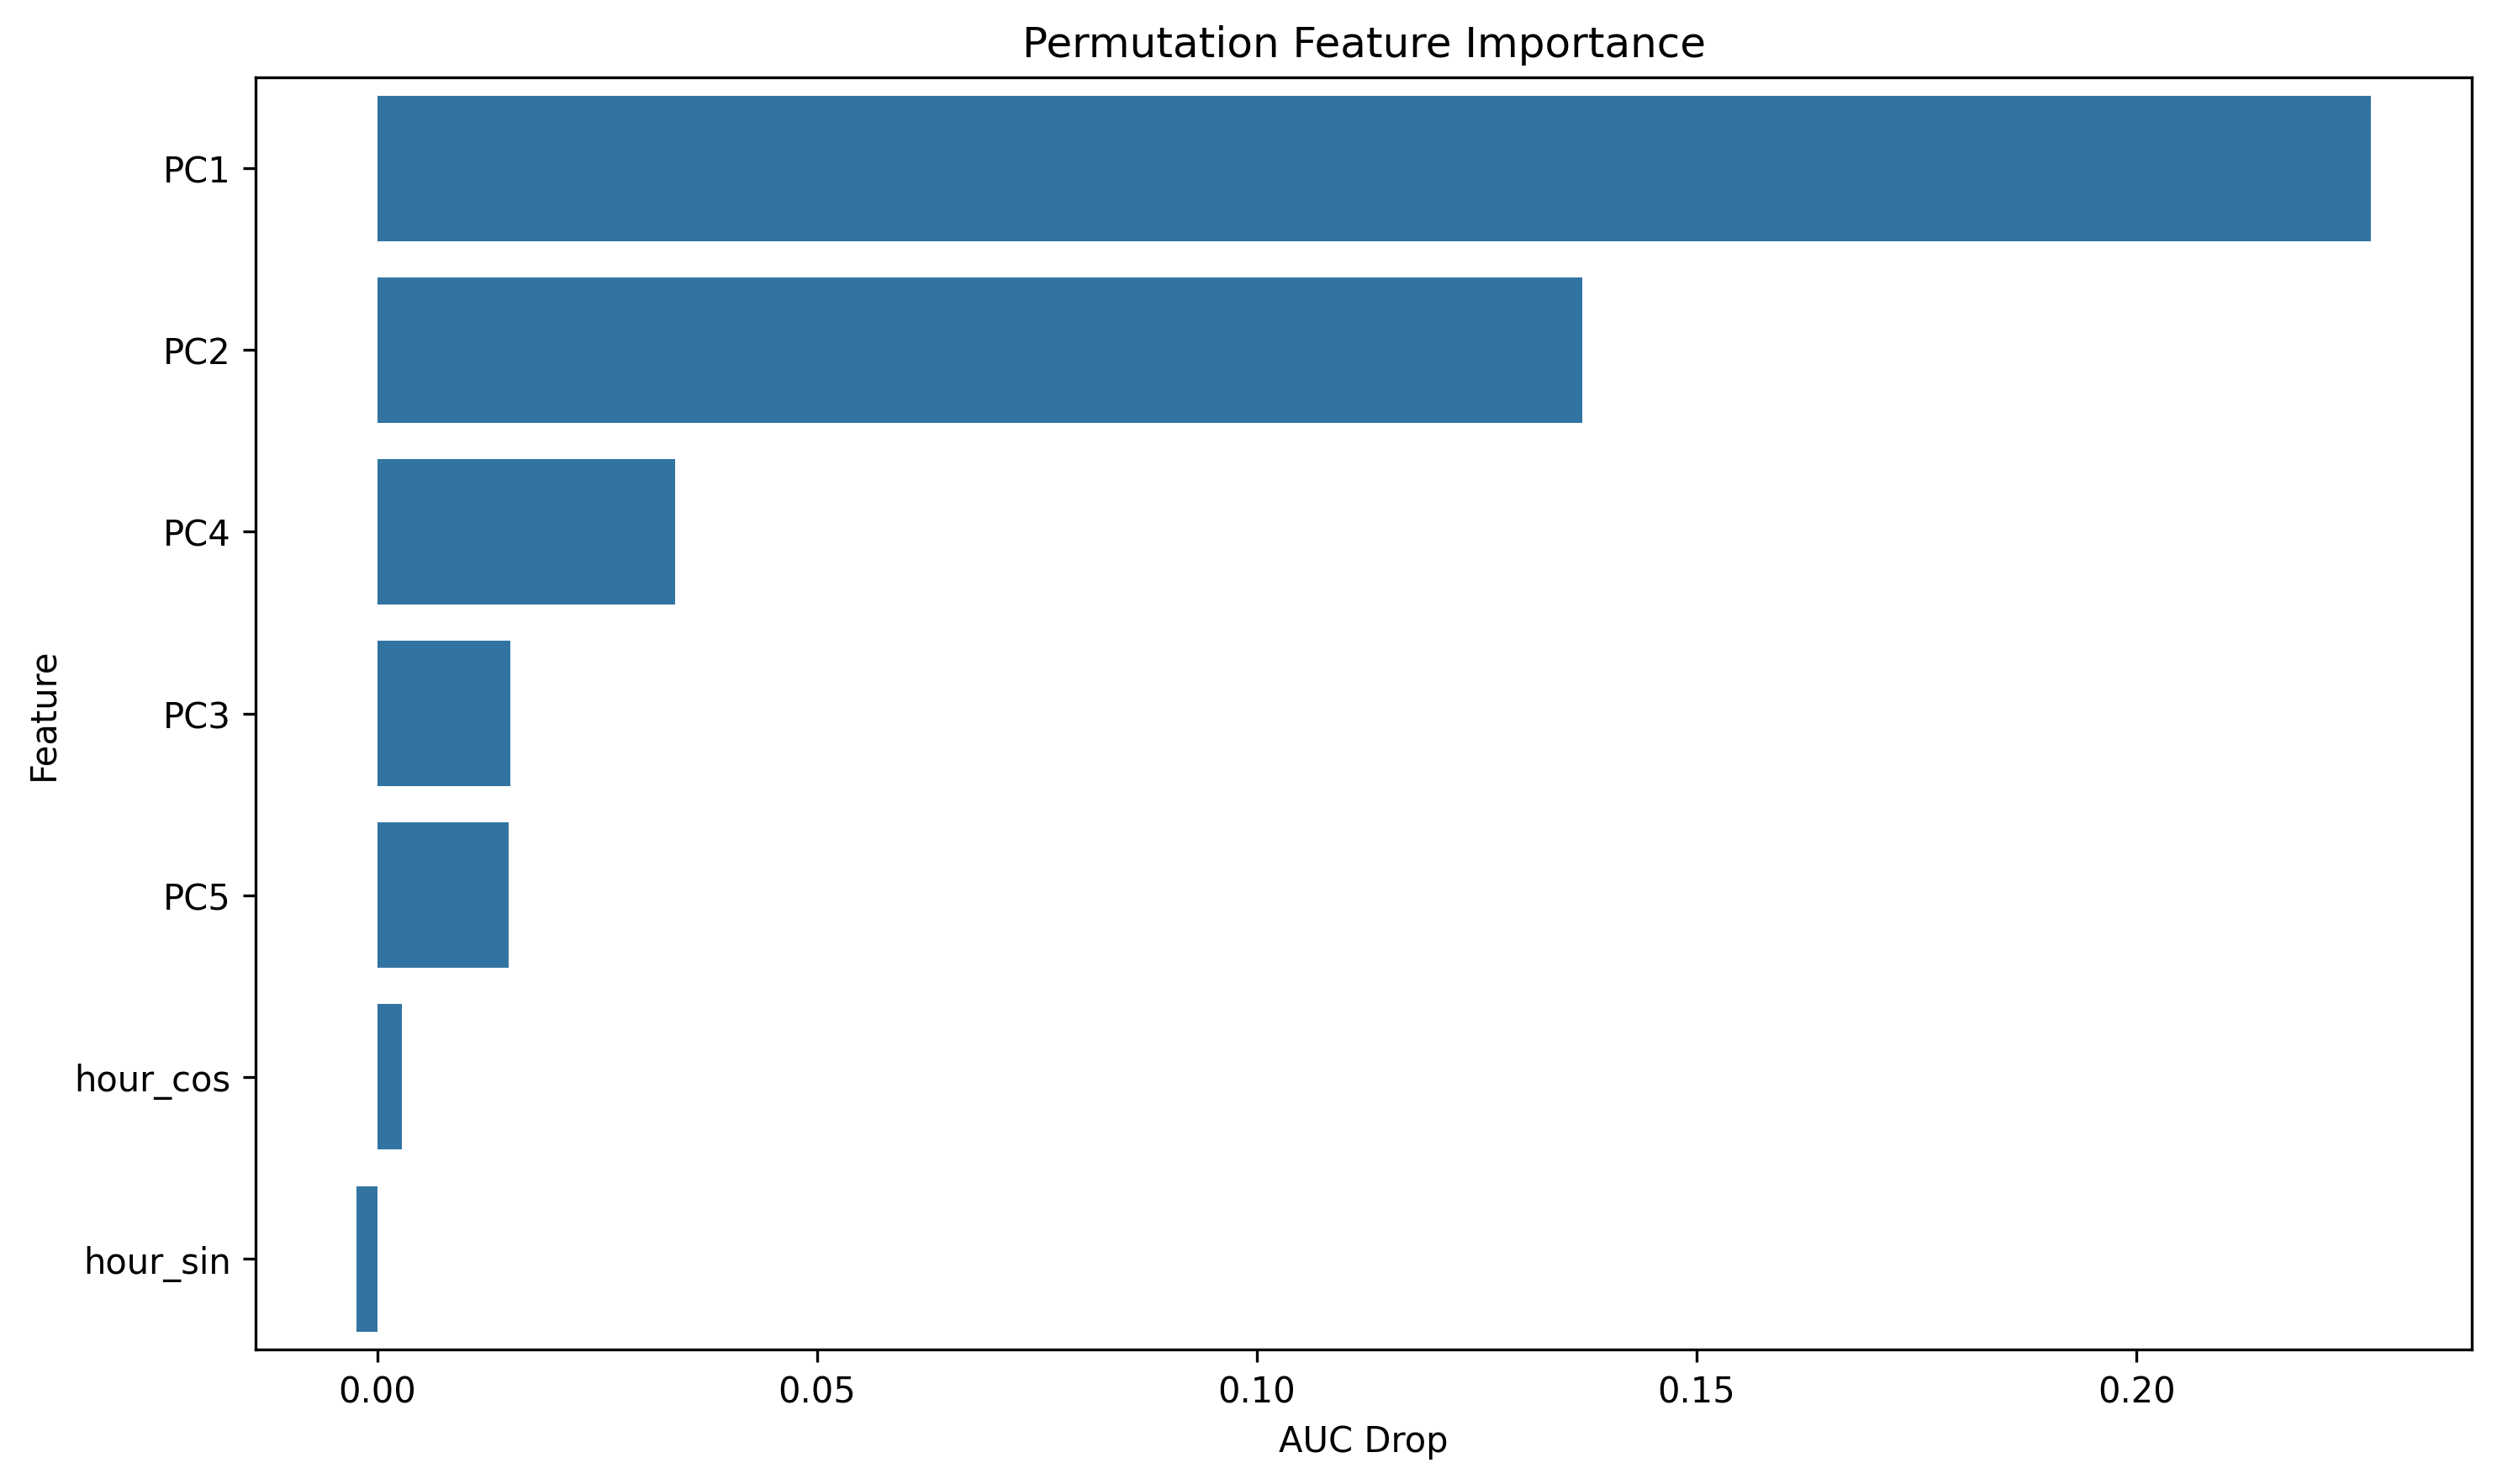 Permutation Feature Importance
PC1
PC2
PC4
PC3
PC5
hour_cos
hour_sin
Feature
0.00 0.05 0.10 0.15 0.20
AUC Drop